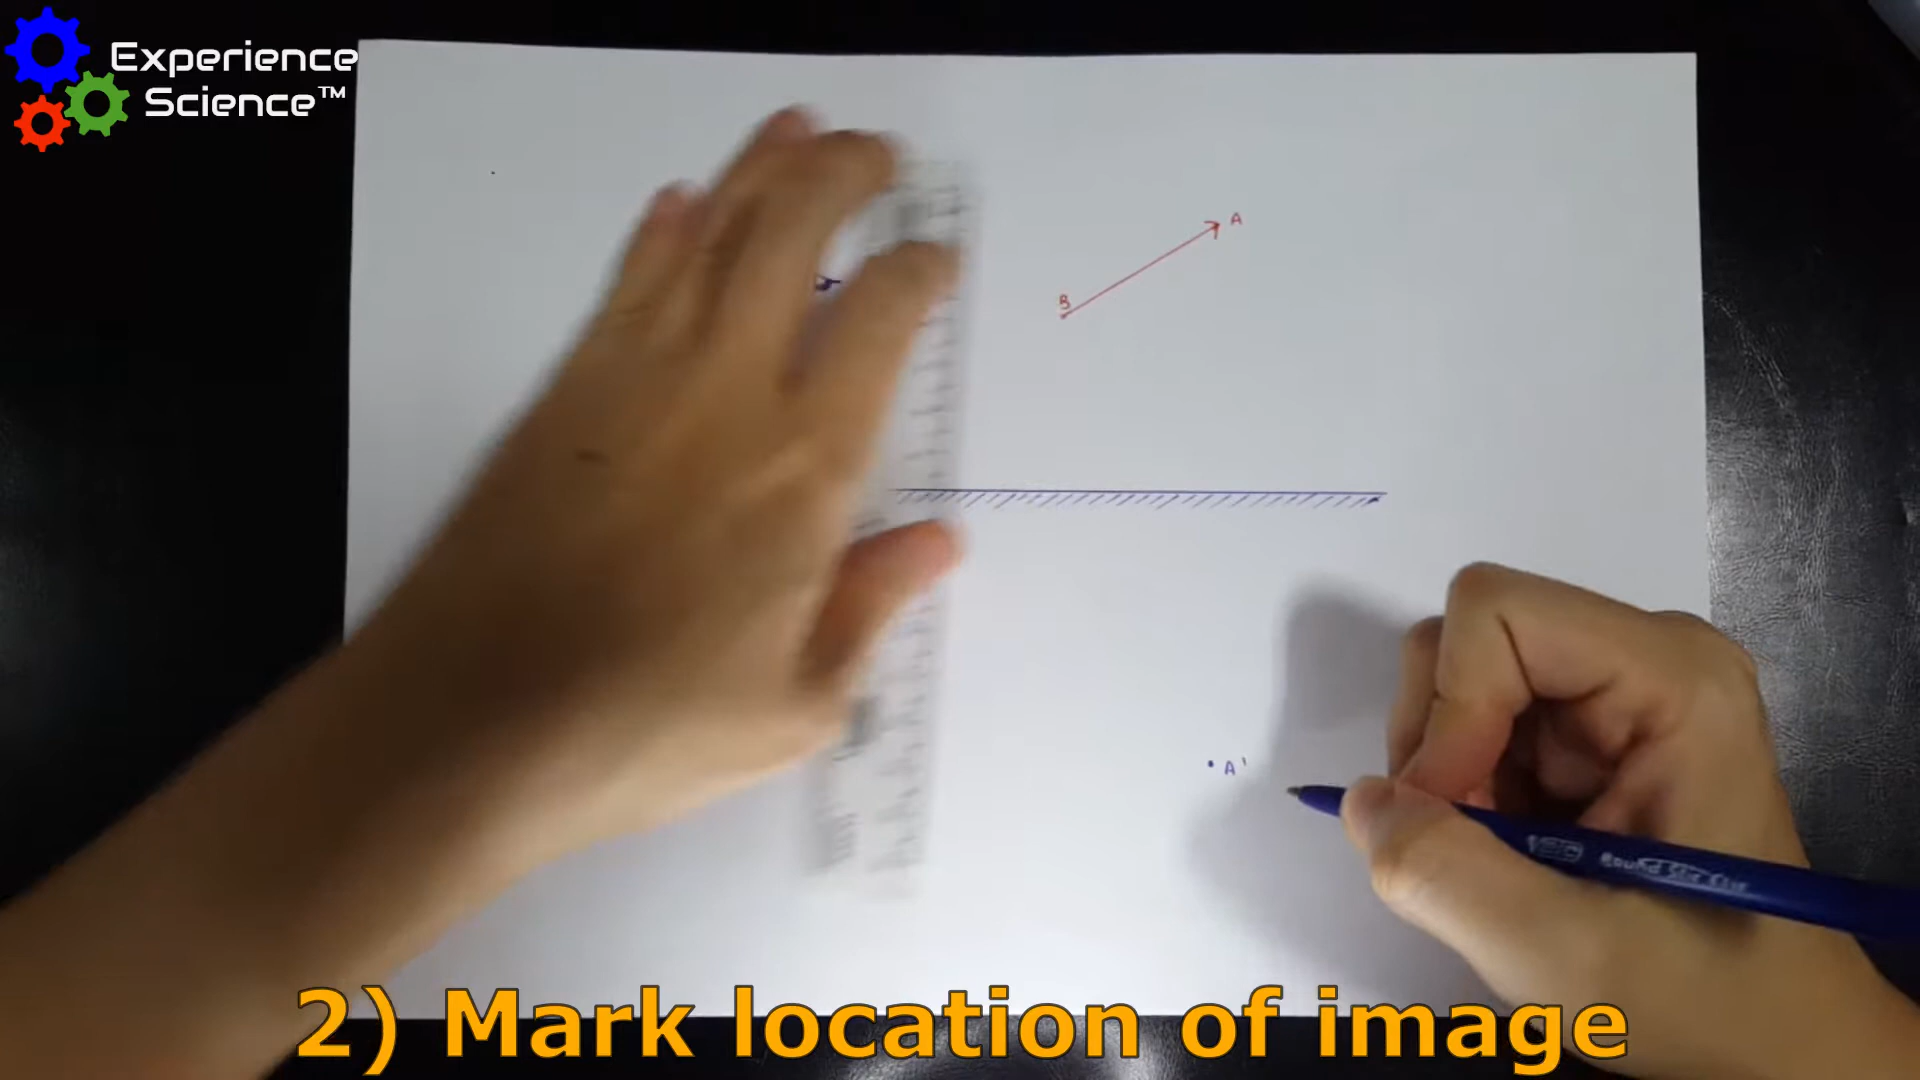 Experience
Science™
A
B
A'
2) Mark location of image